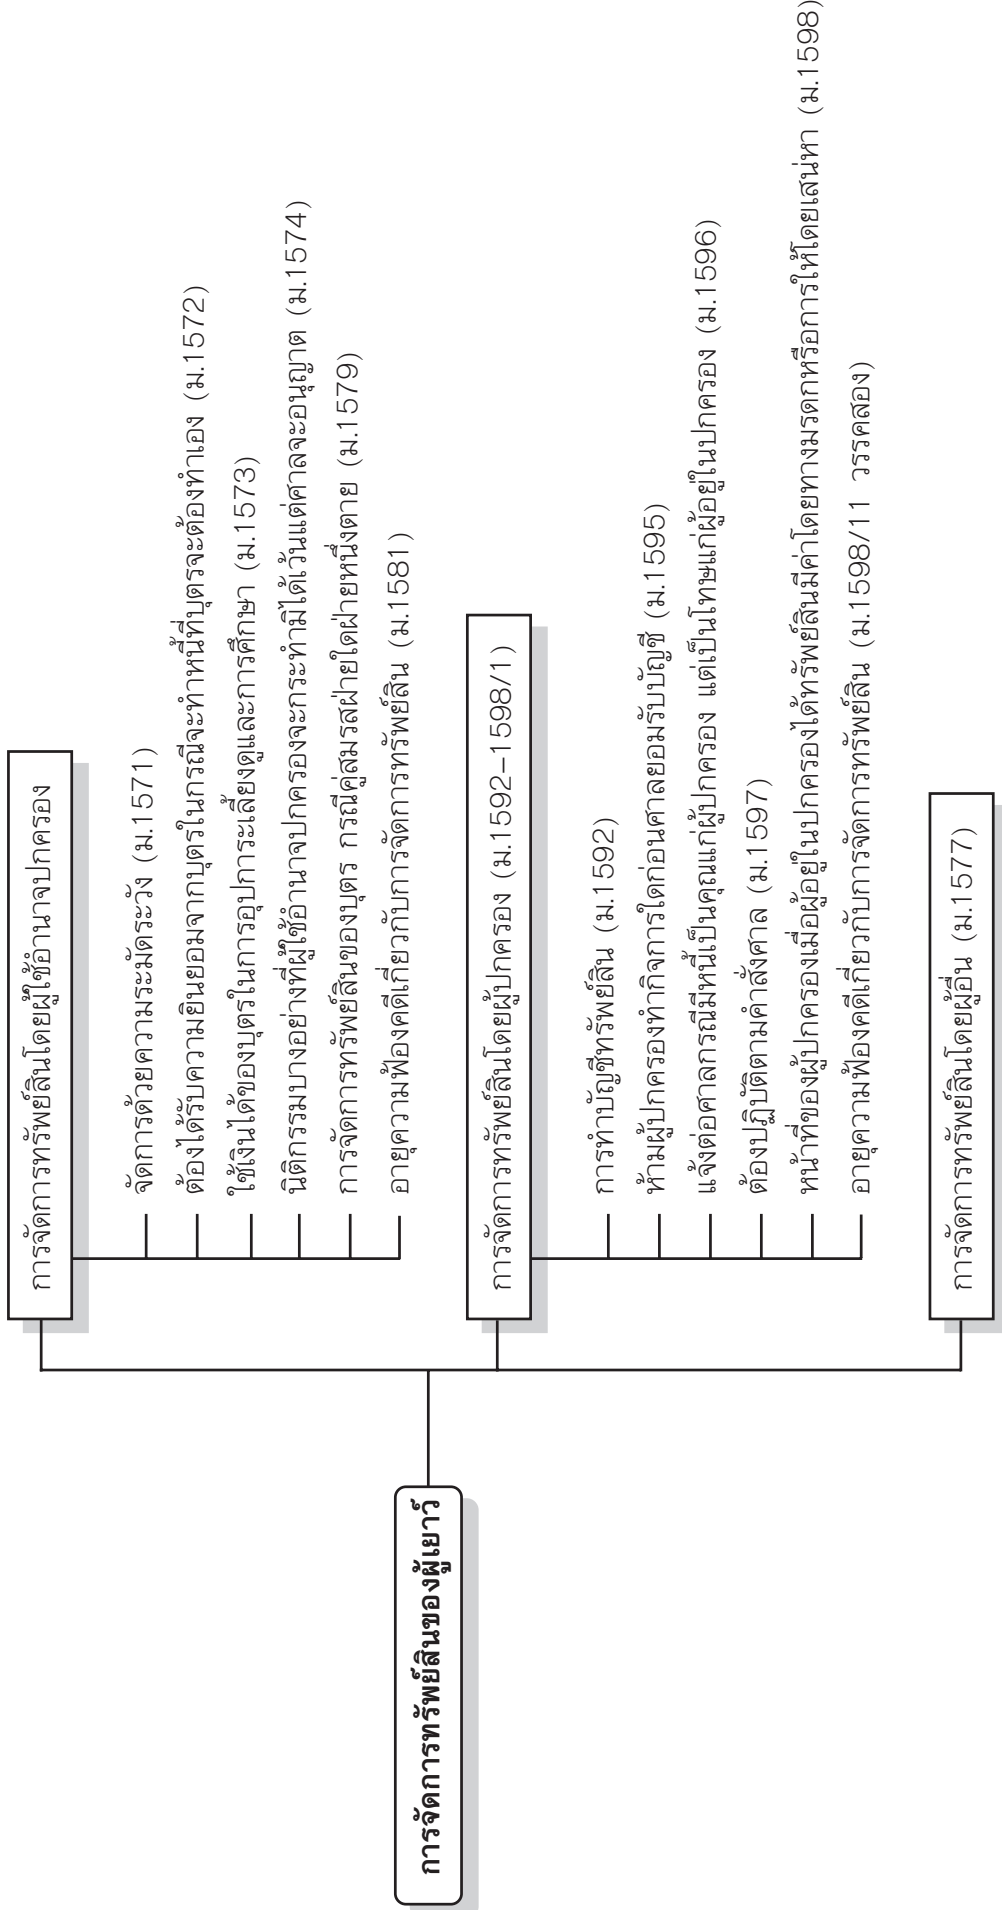 การจัดการทรัพย์สินของผู้เยาว์
การจัดการทรัพย์สินโดยผู้ใช้อำนาจปกครอง
จัดการด้วยความระมัดระวัง (ม.1571)
ต้องได้รับความยินยอมจากบุตรในกรณีจะทำหนี้ที่บุตรจะต้องทำเอง (ม.1572)
ใช้เงินได้ของบุตรในการอุปการะเลี้ยงดูและการศึกษา (ม.1573)
นิติกรรมบางอย่างที่ผู้ใช้อำนาจปกครองจะกระทำมิได้เว้นแต่ศาลจะอนุญาต (ม.1574)
การจัดการทรัพย์สินของบุตร กรณีคู่สมรสฝ่ายใดฝ่ายหนึ่งตาย (ม.1579)
อายุความฟ้องคดีเกี่ยวกับการจัดการทรัพย์สิน (ม.1581)
การจัดการทรัพย์สินโดยผู้ปกครอง (ม.1592-1598/1)
การทำบัญชีทรัพย์สิน (ม.1592)
ห้ามผู้ปกครองทำกิจการใดก่อนศาลยอมรับบัญชี (ม.1595)
แจ้งต่อศาลกรณีมีหนี้เป็นคุณแก่ผู้ปกครอง แต่เป็นโทษแก่ผู้อยู่ในปกครอง (ม.1596)
ต้องปฏิบัติตามคำสั่งศาล (ม.1597)
หน้าที่ของผู้ปกครองเมื่อผู้อยู่ในปกครองได้ทรัพย์สินมีค่าโดยทางมรดกหรือการให้โดยเสน่หา (ม.1598)
อายุความฟ้องคดีเกี่ยวกับการจัดการทรัพย์สิน (ม.1598/11 วรรคสอง)
การจัดการทรัพย์สินโดยผู้อื่น (ม.1577)